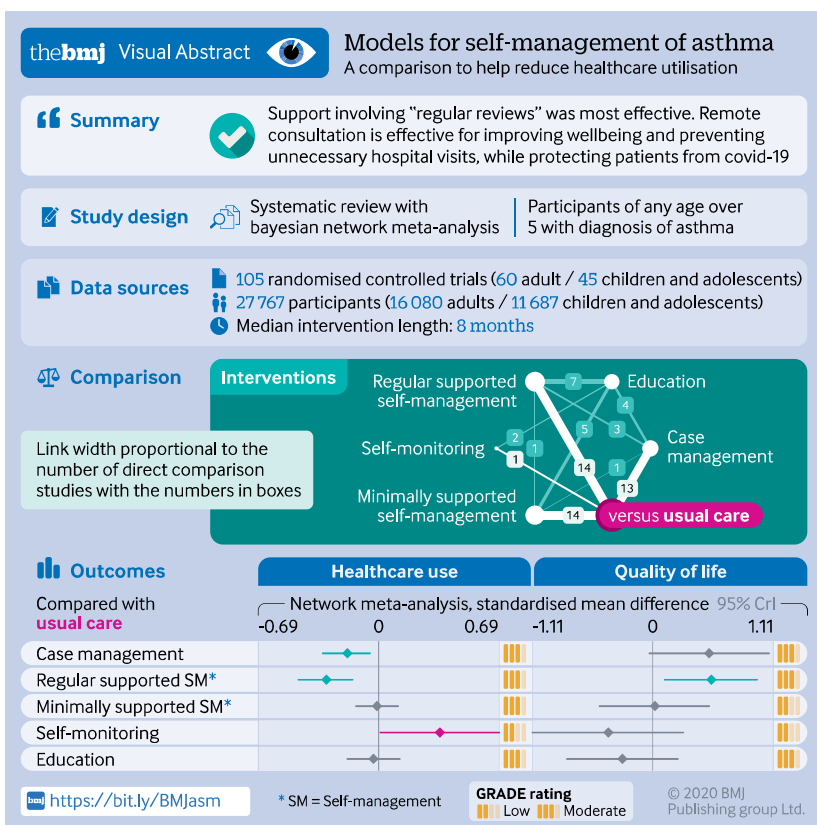 thebmj Visual Abstract
Models for self-management of asthma
A comparison to help reduce healthcare utilisation
Summary
Support involving "regular reviews" was most effective. Remote
consultation is effective for improving wellbeing and preventing
unnecessary hospital visits, while protecting patients from covid-19
Study design
Systematic review with
bayesian network meta-analysis
Participants of any age over
5 with diagnosis of asthma
Data sources
105 randomised controlled trials (60 adult / 45 children and adolescents)
27 767 participants (16 080 adults / 11 687 children and adolescents)
Median intervention length: 8 months
Comparison
Link width proportional to the
number of direct comparison
studies with the numbers in boxes
Interventions
Regular supported
self-management
7
Education
4
5
3
2
1
Self-monitoring
1
Case
management
14
1
13
Minimally supported
self-management
14
versus usual care
Outcomes
Healthcare use
Quality of life
Compared with
usual care
Network meta-analysis, standardised mean difference 95% CrI
-0.69 0 0.69 -1.11 0 1.11
Case management
Regular supported SM*
Minimally supported SM*
Self-monitoring
Education
bmj https://bit.ly/BMJasm
* SM = Self-management
GRADE rating
Low Moderate
© 2020 BMJ
Publishing group Ltd.